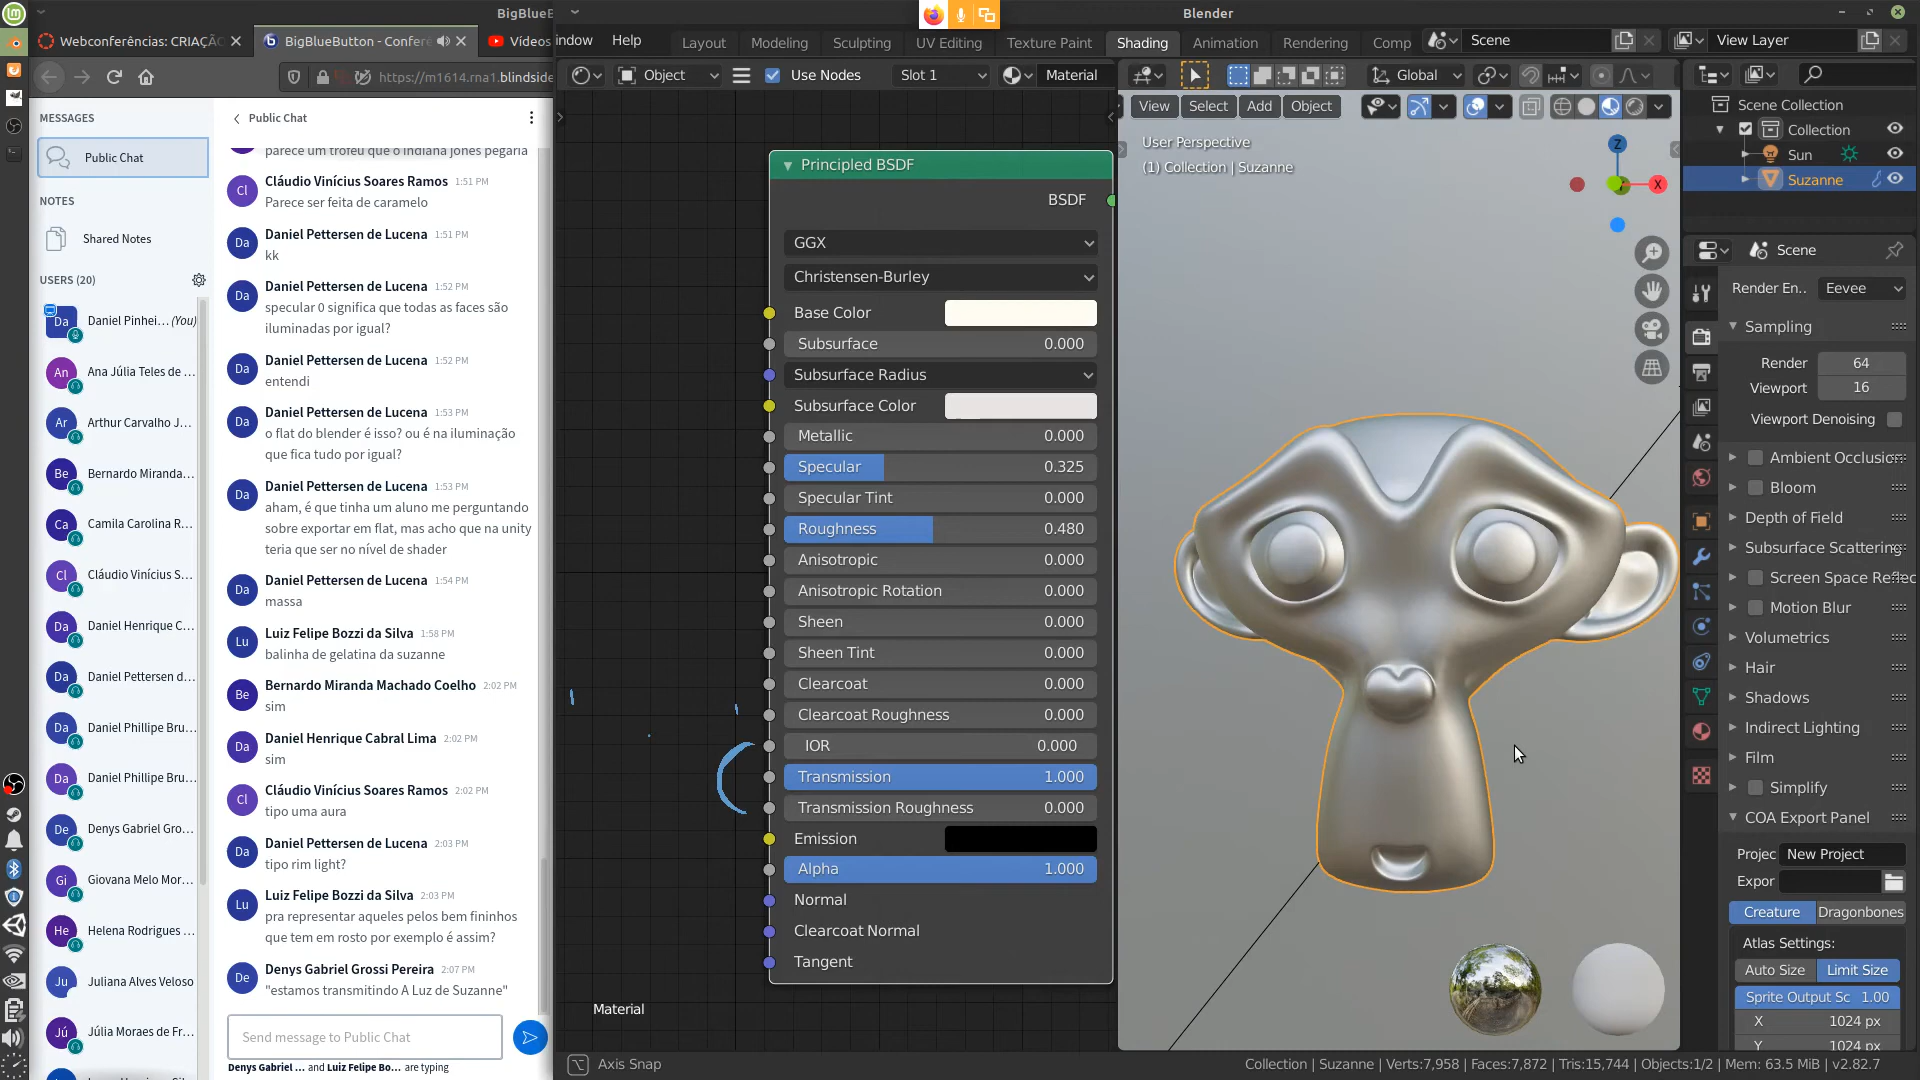 BigBlueB
Blender
Webconferências: CRIAÇÃ
BigBlueButton - Confer
Vídeos
https://m1614.rna1.blindside
MESSAGES
Public Chat
NOTES
Shared Notes
USERS (20)
Daniel Pinhei... (You)
Ana Júlia Teles de ...
Arthur Carvalho J...
Bernardo Miranda...
Camila Carolina R...
Cláudio Vinícius S...
Daniel Henrique C...
Daniel Pettersen d...
Daniel Phillipe Bru...
Daniel Phillipe Bru...
Denys Gabriel Gro...
Giovana Melo Mor...
Helena Rodrigues ...
Juliana Alves Veloso
Júlia Moraes de Fr...
Public Chat
parece um troféu que o indiana jones pegaria
Cláudio Vinícius Soares Ramos 1:51 PM
Parece ser feita de caramelo
Daniel Pettersen de Lucena 1:51 PM
kk
Daniel Pettersen de Lucena 1:52 PM
specular 0 significa que todas as faces são
iluminadas por igual?
Daniel Pettersen de Lucena 1:52 PM
entendi
Daniel Pettersen de Lucena 1:53 PM
o flat do blender é isso? ou é na iluminação
que fica tudo por igual?
Daniel Pettersen de Lucena 1:53 PM
aham, é que tinha um aluno me perguntando
sobre exportar em flat, mas acho que na unity
teria que ser no nível de shader
Daniel Pettersen de Lucena 1:54 PM
massa
Luiz Felipe Bozzi da Silva 1:58 PM
balinha de gelatina da suzanne
Bernardo Miranda Machado Coelho 2:02 PM
sim
Daniel Henrique Cabral Lima 2:02 PM
sim
Cláudio Vinícius Soares Ramos 2:02 PM
tipo uma aura
Daniel Pettersen de Lucena 2:03 PM
tipo rim light?
Luiz Felipe Bozzi da Silva 2:03 PM
pra representar aqueles pelos bem fininhos
que tem em rosto por exemplo é assim?
Denys Gabriel Grossi Pereira 2:07 PM
"estamos transmitindo A Luz de Suzanne"
Send message to Public Chat
Denys Gabriel ... and Luiz Felipe Bo... are typing
indow Help Layout Modeling Sculpting UV Editing Texture Paint Shading Animation Rendering Comp Scene View Layer
Object Use Nodes Slot 1 Material
Principled BSDF
BSDF
GGX
Christensen-Burley
Base Color
Subsurface 0.000
Subsurface Radius
Subsurface Color
Metallic 0.000
Specular 0.325
Specular Tint 0.000
Roughness 0.480
Anisotropic 0.000
Anisotropic Rotation 0.000
Sheen 0.000
Sheen Tint 0.000
Clearcoat 0.000
Clearcoat Roughness 0.000
IOR 0.000
Transmission 1.000
Transmission Roughness 0.000
Emission
Alpha 1.000
Normal
Clearcoat Normal
Tangent
Material
Axis Snap
Global
View Select Add Object
User Perspective
(1) Collection | Suzanne
Z
X
Scene Collection
Collection
Sun
Suzanne
Scene
Render En.. Eevee
Sampling
Render 64
Viewport 16
Viewport Denoising
Ambient Occlusion
Bloom
Depth of Field
Subsurface Scattering
Screen Space Reflec
Motion Blur
Volumetrics
Hair
Shadows
Indirect Lighting
Film
Simplify
COA Export Panel
Projec New Project
Expor
Creature Dragonbones
Atlas Settings:
Auto Size Limit Size
Sprite Output Sc 1.00
X 1024 px
Y 1024 px
Collection | Suzanne | Verts:7,958 | Faces:7,872 | Tris:15,744 | Objects:1/2 | Mem: 63.5 MiB | v2.82.7